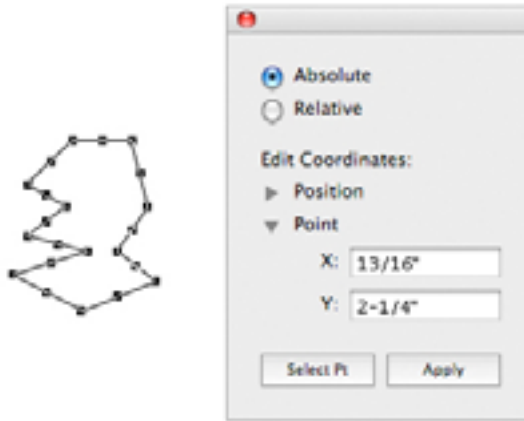 Absolute
Relative
Edit Coordinates:
Position
Point
X: 13/16"
Y: 2-1/4"
Select Pt Apply